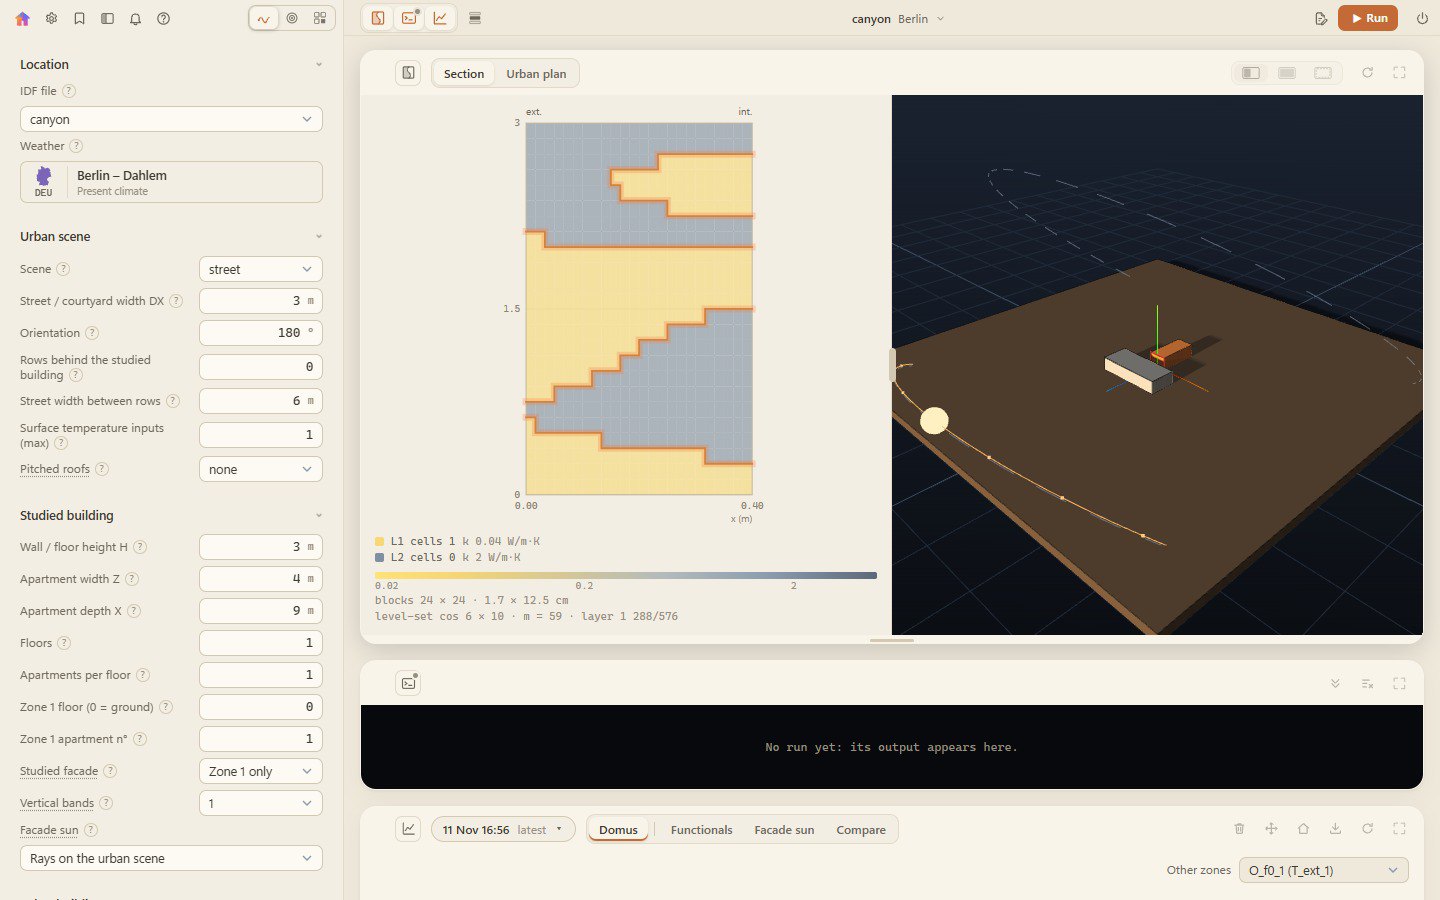 canyon Berlin
Run
Location
IDF file ?
canyon
Weather ?
DEU
Berlin – Dahlem
Present climate
Urban scene
Scene ? street
Street / courtyard width DX ? 3 m
Orientation ? 180 °
Rows behind the studied
building ? 0
Street width between rows ? 6 m
Surface temperature inputs
(max) ? 1
Pitched roofs ? none
Studied building
Wall / floor height H ? 3 m
Apartment width Z ? 4 m
Apartment depth X ? 9 m
Floors ? 1
Apartments per floor ? 1
Zone 1 floor (0 = ground) ? 0
Zone 1 apartment n° ? 1
Studied facade ? Zone 1 only
Vertical bands ? 1
Facade sun ?
Rays on the urban scene
Section Urban plan
ext. int.
3
1.5
0
0.00 0.40
x (m)
L1 cells 1 k 0.04 W/m·K
L2 cells 0 k 2 W/m·K
0.02 0.2 2
blocks 24 × 24 · 1.7 × 12.5 cm
level-set cos 6 × 10 · m = 59 · layer 1 288/576
No run yet: its output appears here.
11 Nov 16:56 latest Domus Functionals Facade sun Compare
Other zones O_f0_1 (T_ext_1)